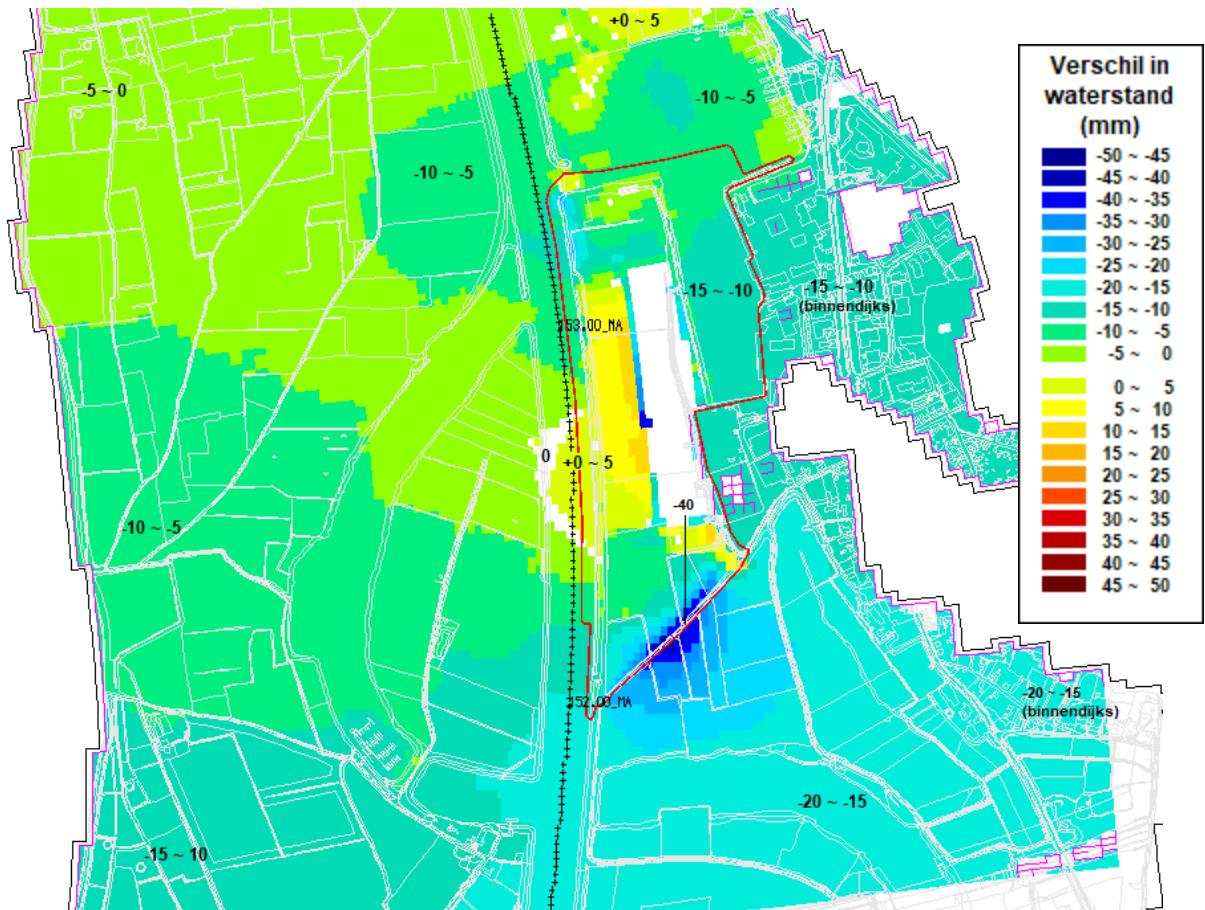 +0 ~ 5
-5 ~ 0
-10 ~ -5
-10 ~ -5
-15 ~ -10
-15 ~ -10
(binnendijks)
153.00_MA
0
+0 ~ 5
-40
-10 ~ -5
152.00_MA
-20 ~ -15
(binnendijks)
-20 ~ -15
-15 ~ 10
Verschil in
waterstand
(mm)
-50 ~ -45
-45 ~ -40
-40 ~ -35
-35 ~ -30
-30 ~ -25
-25 ~ -20
-20 ~ -15
-15 ~ -10
-10 ~ -5
-5 ~ 0
0 ~ 5
5 ~ 10
10 ~ 15
15 ~ 20
20 ~ 25
25 ~ 30
30 ~ 35
35 ~ 40
40 ~ 45
45 ~ 50